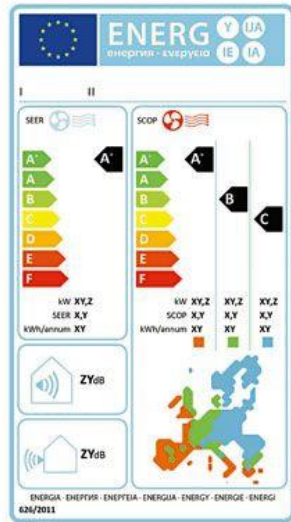 ENERG Y IJA
енергия · ενεργεια IE IA
I II
SEER
A+ A+
A
B
C
D
E
F
kW XY,Z
SEER X,Y
kWh/annum XY
SCOP
A+ A+
A
B B
C C
D
E
F
kW XY,Z XY,Z XY,Z
SCOP X,Y X,Y X,Y
kWh/annum XY XY XY
ZYdB
ZYdB
ENERGIA · ЕНЕРГИЯ · ΕΝΕΡΓΕΙΑ · ENERGIJA · ENERGY · ENERGIE · ENERGI
626/2011